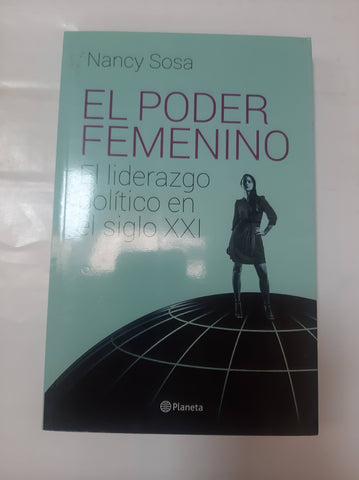 Nancy Sosa
EL PODER
FEMENINO
El liderazgo
político en
el siglo XXI
Planeta